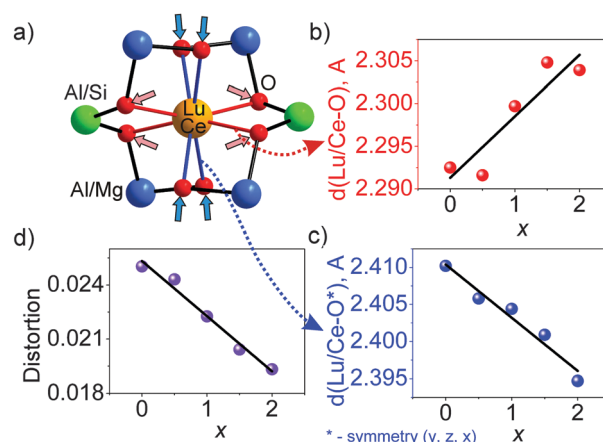 a)
Al/Si
O
Lu
Ce
Al/Mg
b)
d(Lu/Ce-O), A
2.305
2.300
2.295
2.290
0
1
2
x
d)
Distortion
0.024
0.021
0.018
0
1
2
x
c)
d(Lu/Ce-O*), A
2.410
2.405
2.400
2.395
0
1
2
x
* - symmetry (y, z, x)